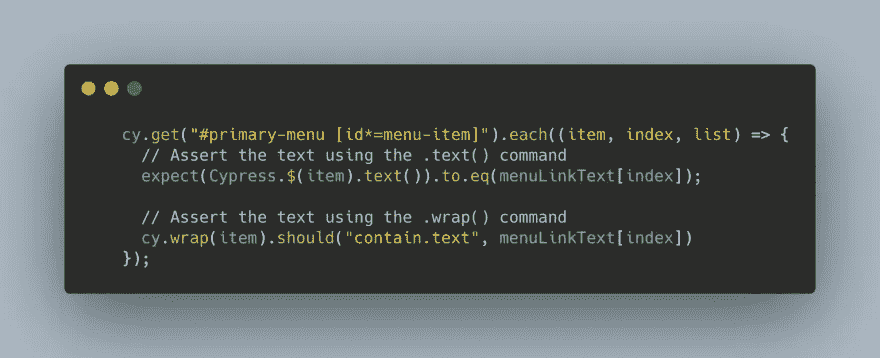 cy.get("#primary-menu [id*=menu-item]").each((item, index, list) => {
// Assert the text using the .text() command
expect(Cypress.$(item).text()).to.eq(menuLinkText[index]);
// Assert the text using the .wrap() command
cy.wrap(item).should("contain.text", menuLinkText[index])
});